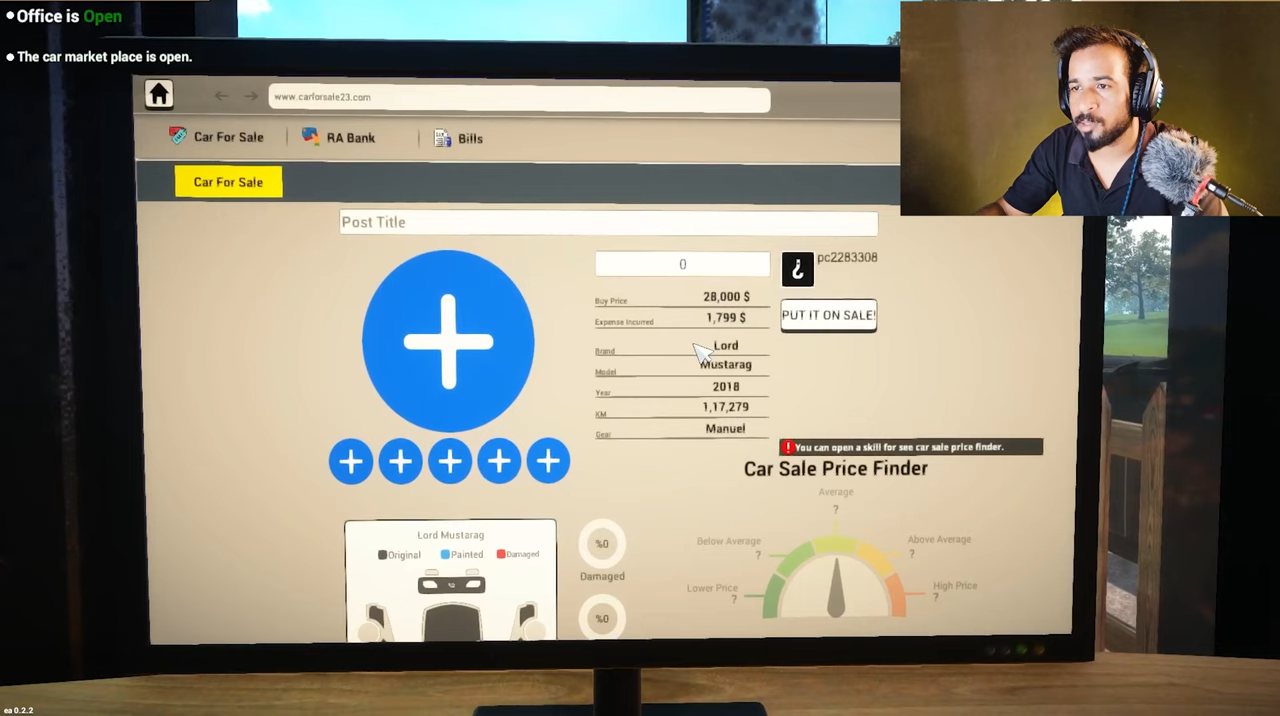 Office is Open
The car market place is open.
www.carforsale23.com
Car For Sale
RA Bank
Bills
Car For Sale
Post Title
0
pc2283308
Buy Price 28,000 $
Expense Incurred 1,799 $
PUT IT ON SALE!
Brand Lord
Model Mustarag
Year 2018
KM 1,17,279
Gear Manuel
You can open a skill for see car sale price finder.
Car Sale Price Finder
Average
?
Below Average
?
Above Average
?
Lower Price
?
High Price
?
Lord Mustarag
Original Painted Damaged
%0
Damaged
%0
ea 0.2.2